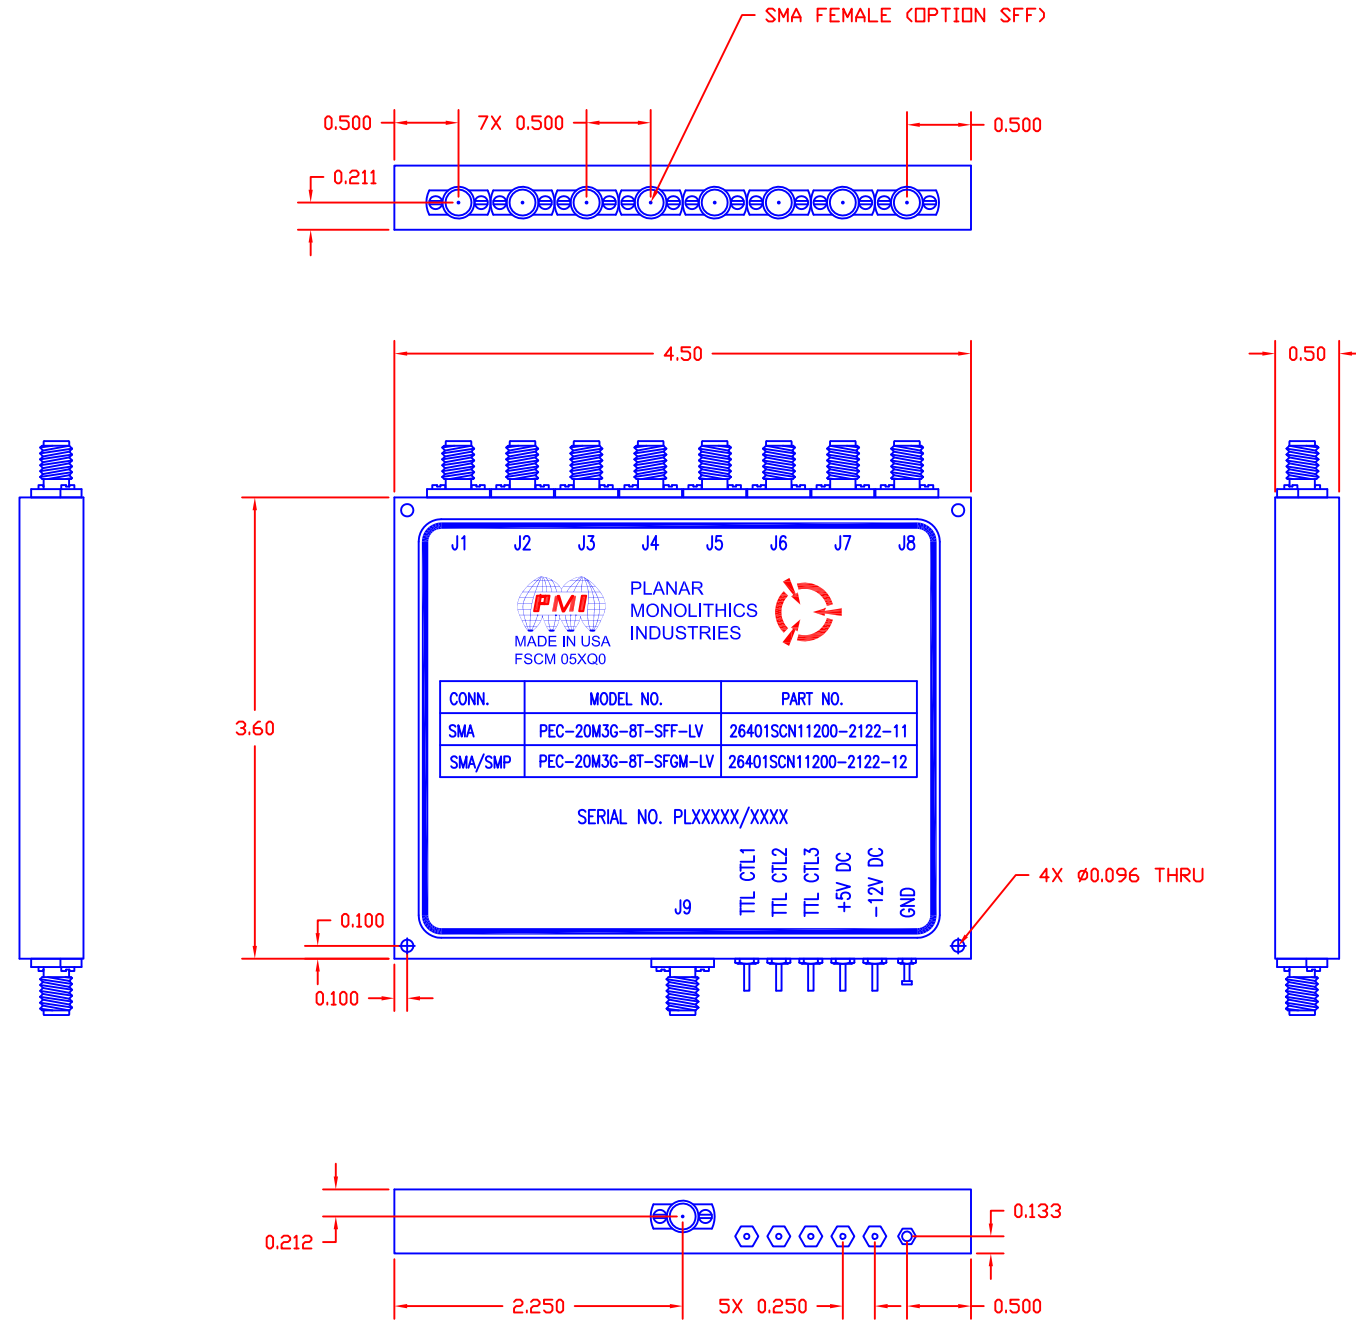 SMA FEMALE (OPTION SFF)
0.500
7X 0.500
0.500
0.211
4.50
0.50
J1 J2 J3 J4 J5 J6 J7 J8
PMI
MADE IN USA
FSCM 05XQ0
PLANAR
MONOLITHICS
INDUSTRIES
CONN. MODEL NO. PART NO.
SMA PEC-20M3G-8T-SFF-LV 26401SCN11200-2122-11
SMA/SMP PEC-20M3G-8T-SFGM-LV 26401SCN11200-2122-12
3.60
SERIAL NO. PLXXXXX/XXXX
TTL CTL1
TTL CTL2
TTL CTL3
+5V DC
-12V DC
GND
J9
4X Ø0.096 THRU
0.100
0.100
0.212
0.133
2.250
5X 0.250
0.500